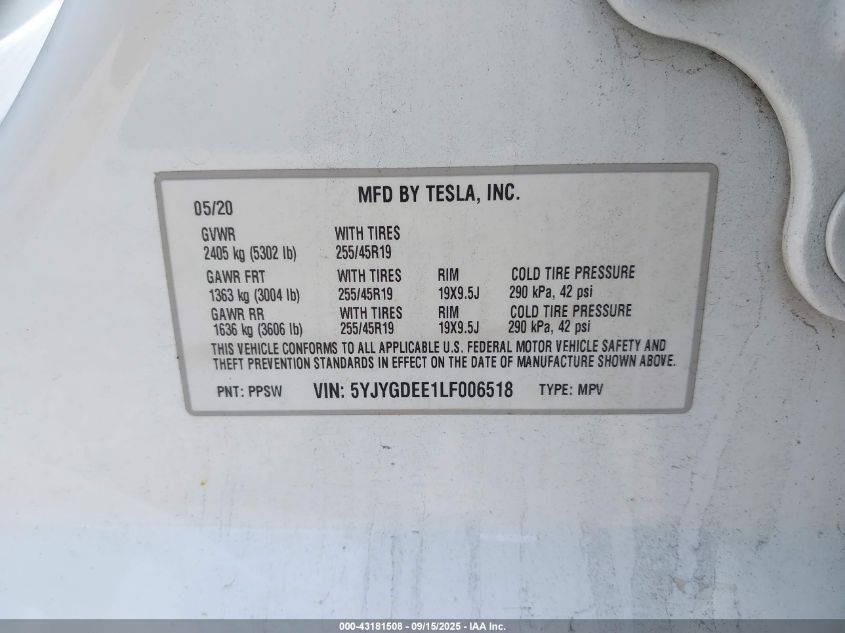 MFD BY TESLA, INC.
05/20
GVWR WITH TIRES
2405 kg (5302 lb) 255/45R19
GAWR FRT WITH TIRES RIM COLD TIRE PRESSURE
1363 kg (3004 lb) 255/45R19 19X9.5J 290 kPa, 42 psi
GAWR RR WITH TIRES RIM COLD TIRE PRESSURE
1636 kg (3606 lb) 255/45R19 19X9.5J 290 kPa, 42 psi
THIS VEHICLE CONFORMS TO ALL APPLICABLE U.S. FEDERAL MOTOR VEHICLE SAFETY AND
THEFT PREVENTION STANDARDS IN EFFECT ON THE DATE OF MANUFACTURE SHOWN ABOVE.
PNT: PPSW VIN: 5YJYGDEE1LF006518 TYPE: MPV
000-43181508 - 09/15/2025 - IAA Inc.